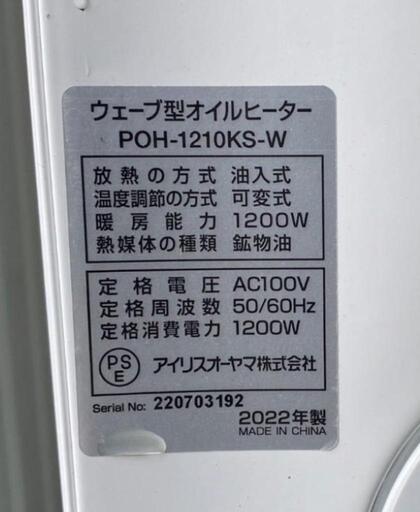 ウェーブ型オイルヒーター
POH-1210KS-W
放熱の方式 油入式
温度調節の方式 可変式
暖房能力 1200W
熱媒体の種類 鉱物油
定格電圧 AC100V
定格周波数 50/60Hz
定格消費電力 1200W
PSE アイリスオーヤマ株式会社
Serial No: 220703192
2022年製
MADE IN CHINA